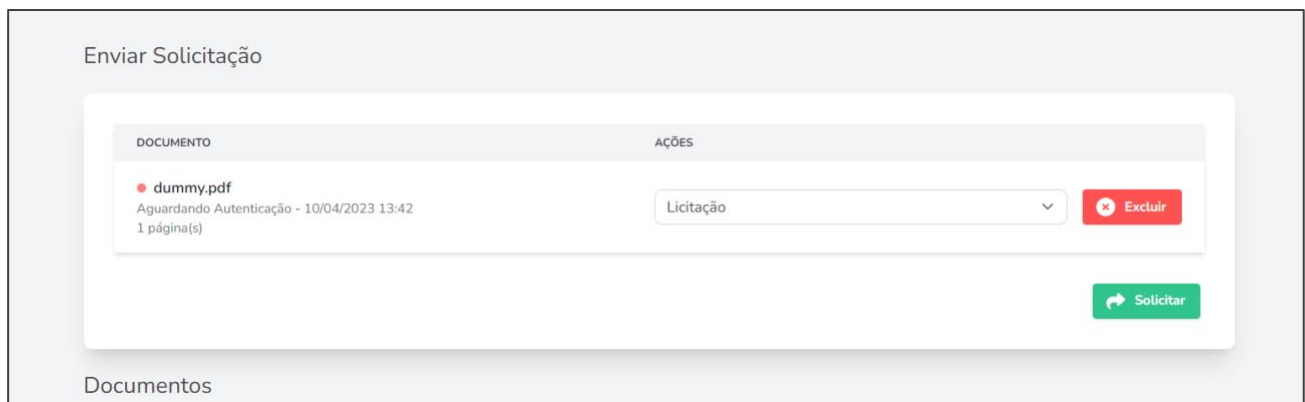 Enviar Solicitação
DOCUMENTO AÇÕES
dummy.pdf
Aguardando Autenticação - 10/04/2023 13:42
1 página(s)
Licitação
Excluir
Solicitar
Documentos